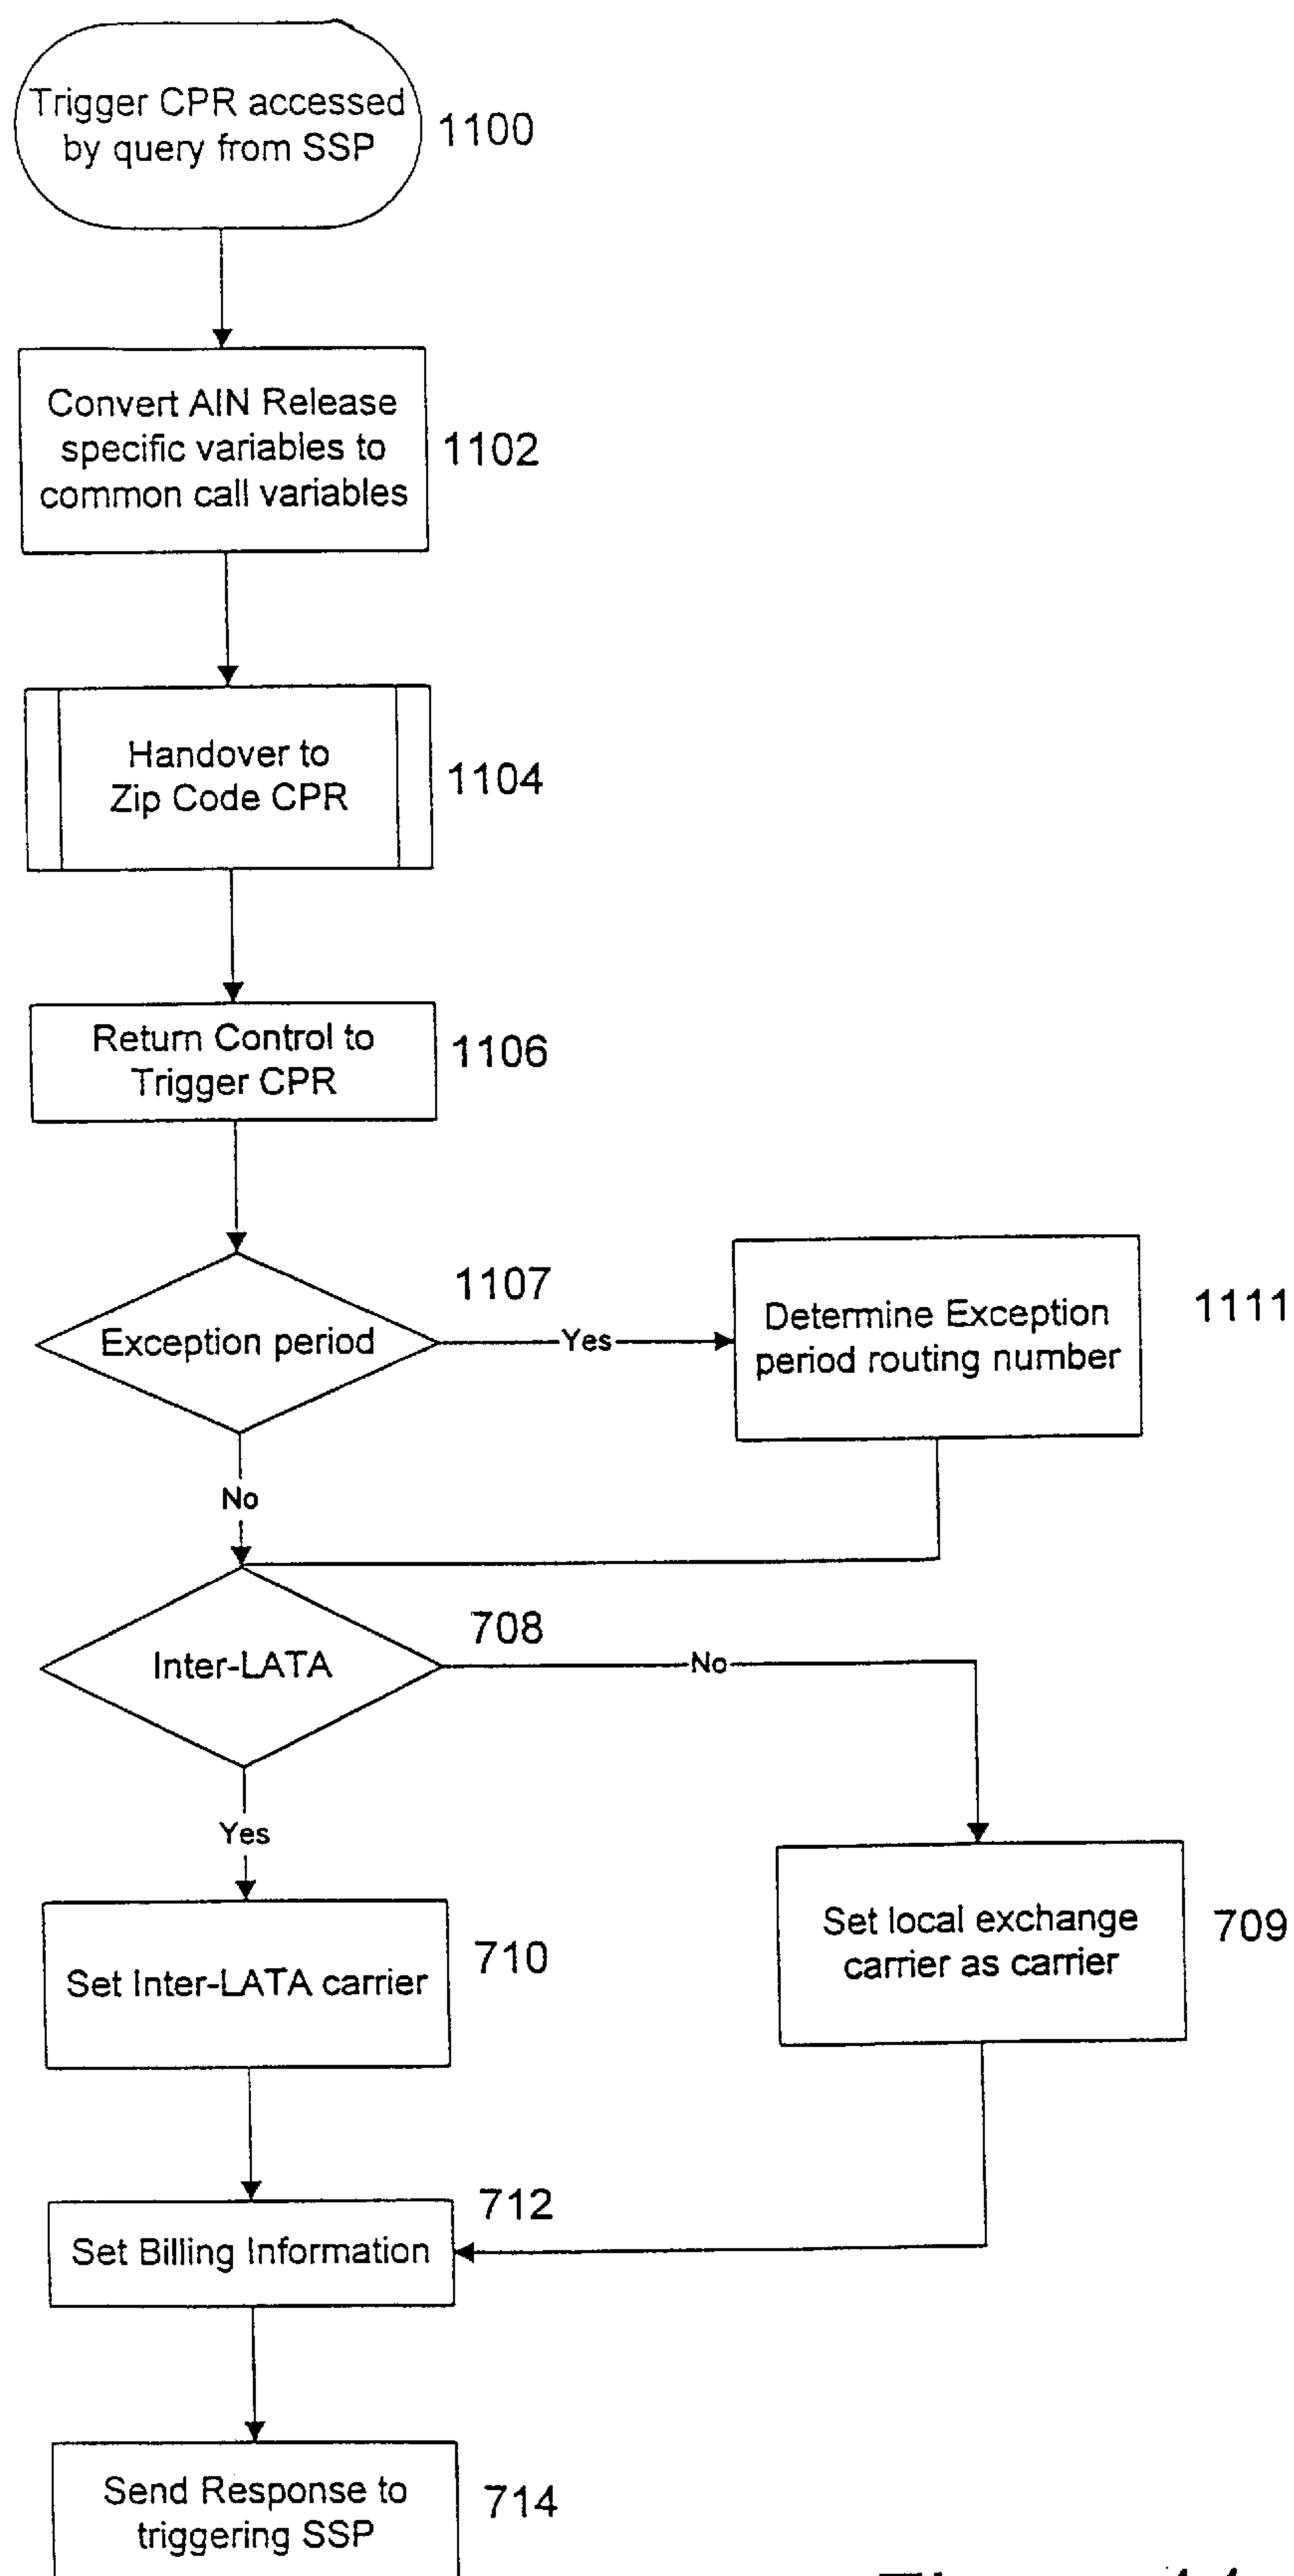 Trigger CPR accessed
by query from SSP
1100
Convert AIN Release
specific variables to
common call variables
1102
Handover to
Zip Code CPR
1104
Return Control to
Trigger CPR
1106
Exception period
1107
Yes
Determine Exception
period routing number
1111
No
Inter-LATA
708
No
Yes
Set Inter-LATA carrier
710
Set local exchange
carrier as carrier
709
Set Billing Information
712
Send Response to
triggering SSP
714